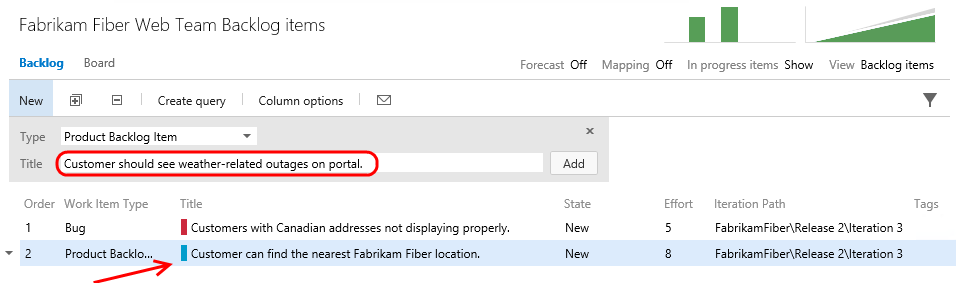 Fabrikam Fiber Web Team Backlog items
Backlog Board Forecast Off Mapping Off In progress items Show View Backlog items
New Create query Column options
Type Product Backlog Item
Title Customer should see weather-related outages on portal. Add
Order Work Item Type Title State Effort Iteration Path Tags
1 Bug Customers with Canadian addresses not displaying properly. New 5 FabrikamFiber\Release 2\Iteration 3
2 Product Backlo... Customer can find the nearest Fabrikam Fiber location. New 8 FabrikamFiber\Release 2\Iteration 3